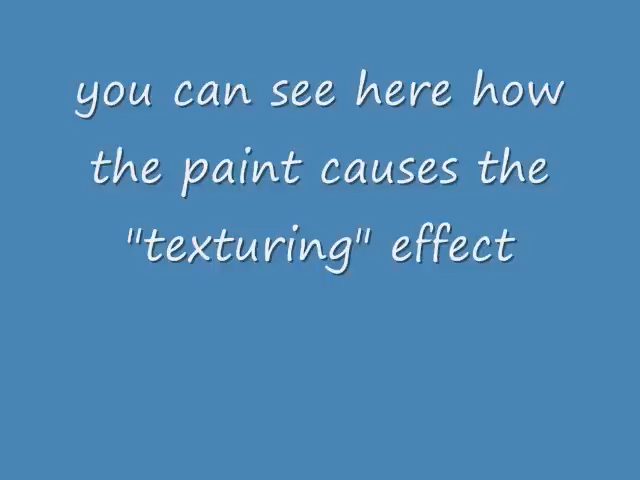 you can see here how
the paint causes the
"texturing" effect